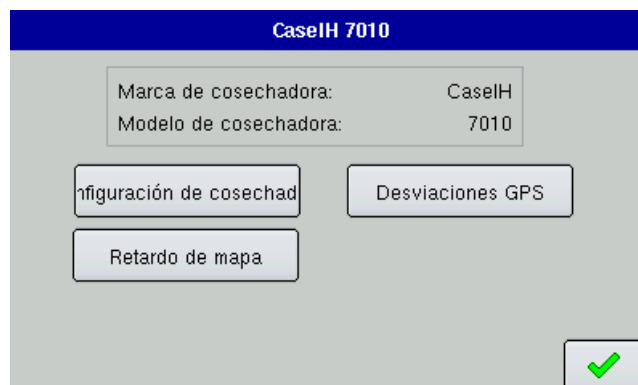 CaseIH 7010
Marca de cosechadora: CaseIH
Modelo de cosechadora: 7010
nfiguración de cosechad
Desviaciones GPS
Retardo de mapa